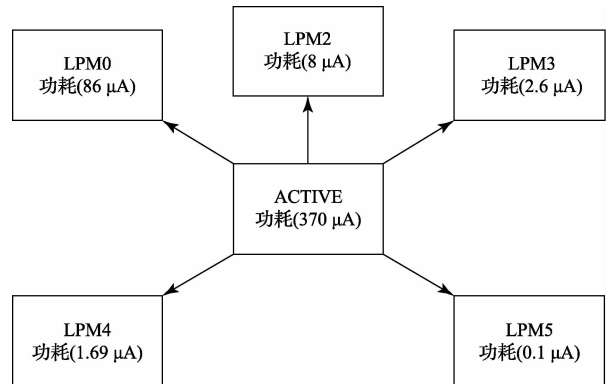 LPM0
功耗(86 μA)
LPM2
功耗(8 μA)
LPM3
功耗(2.6 μA)
ACTIVE
功耗(370 μA)
LPM4
功耗(1.69 μA)
LPM5
功耗(0.1 μA)